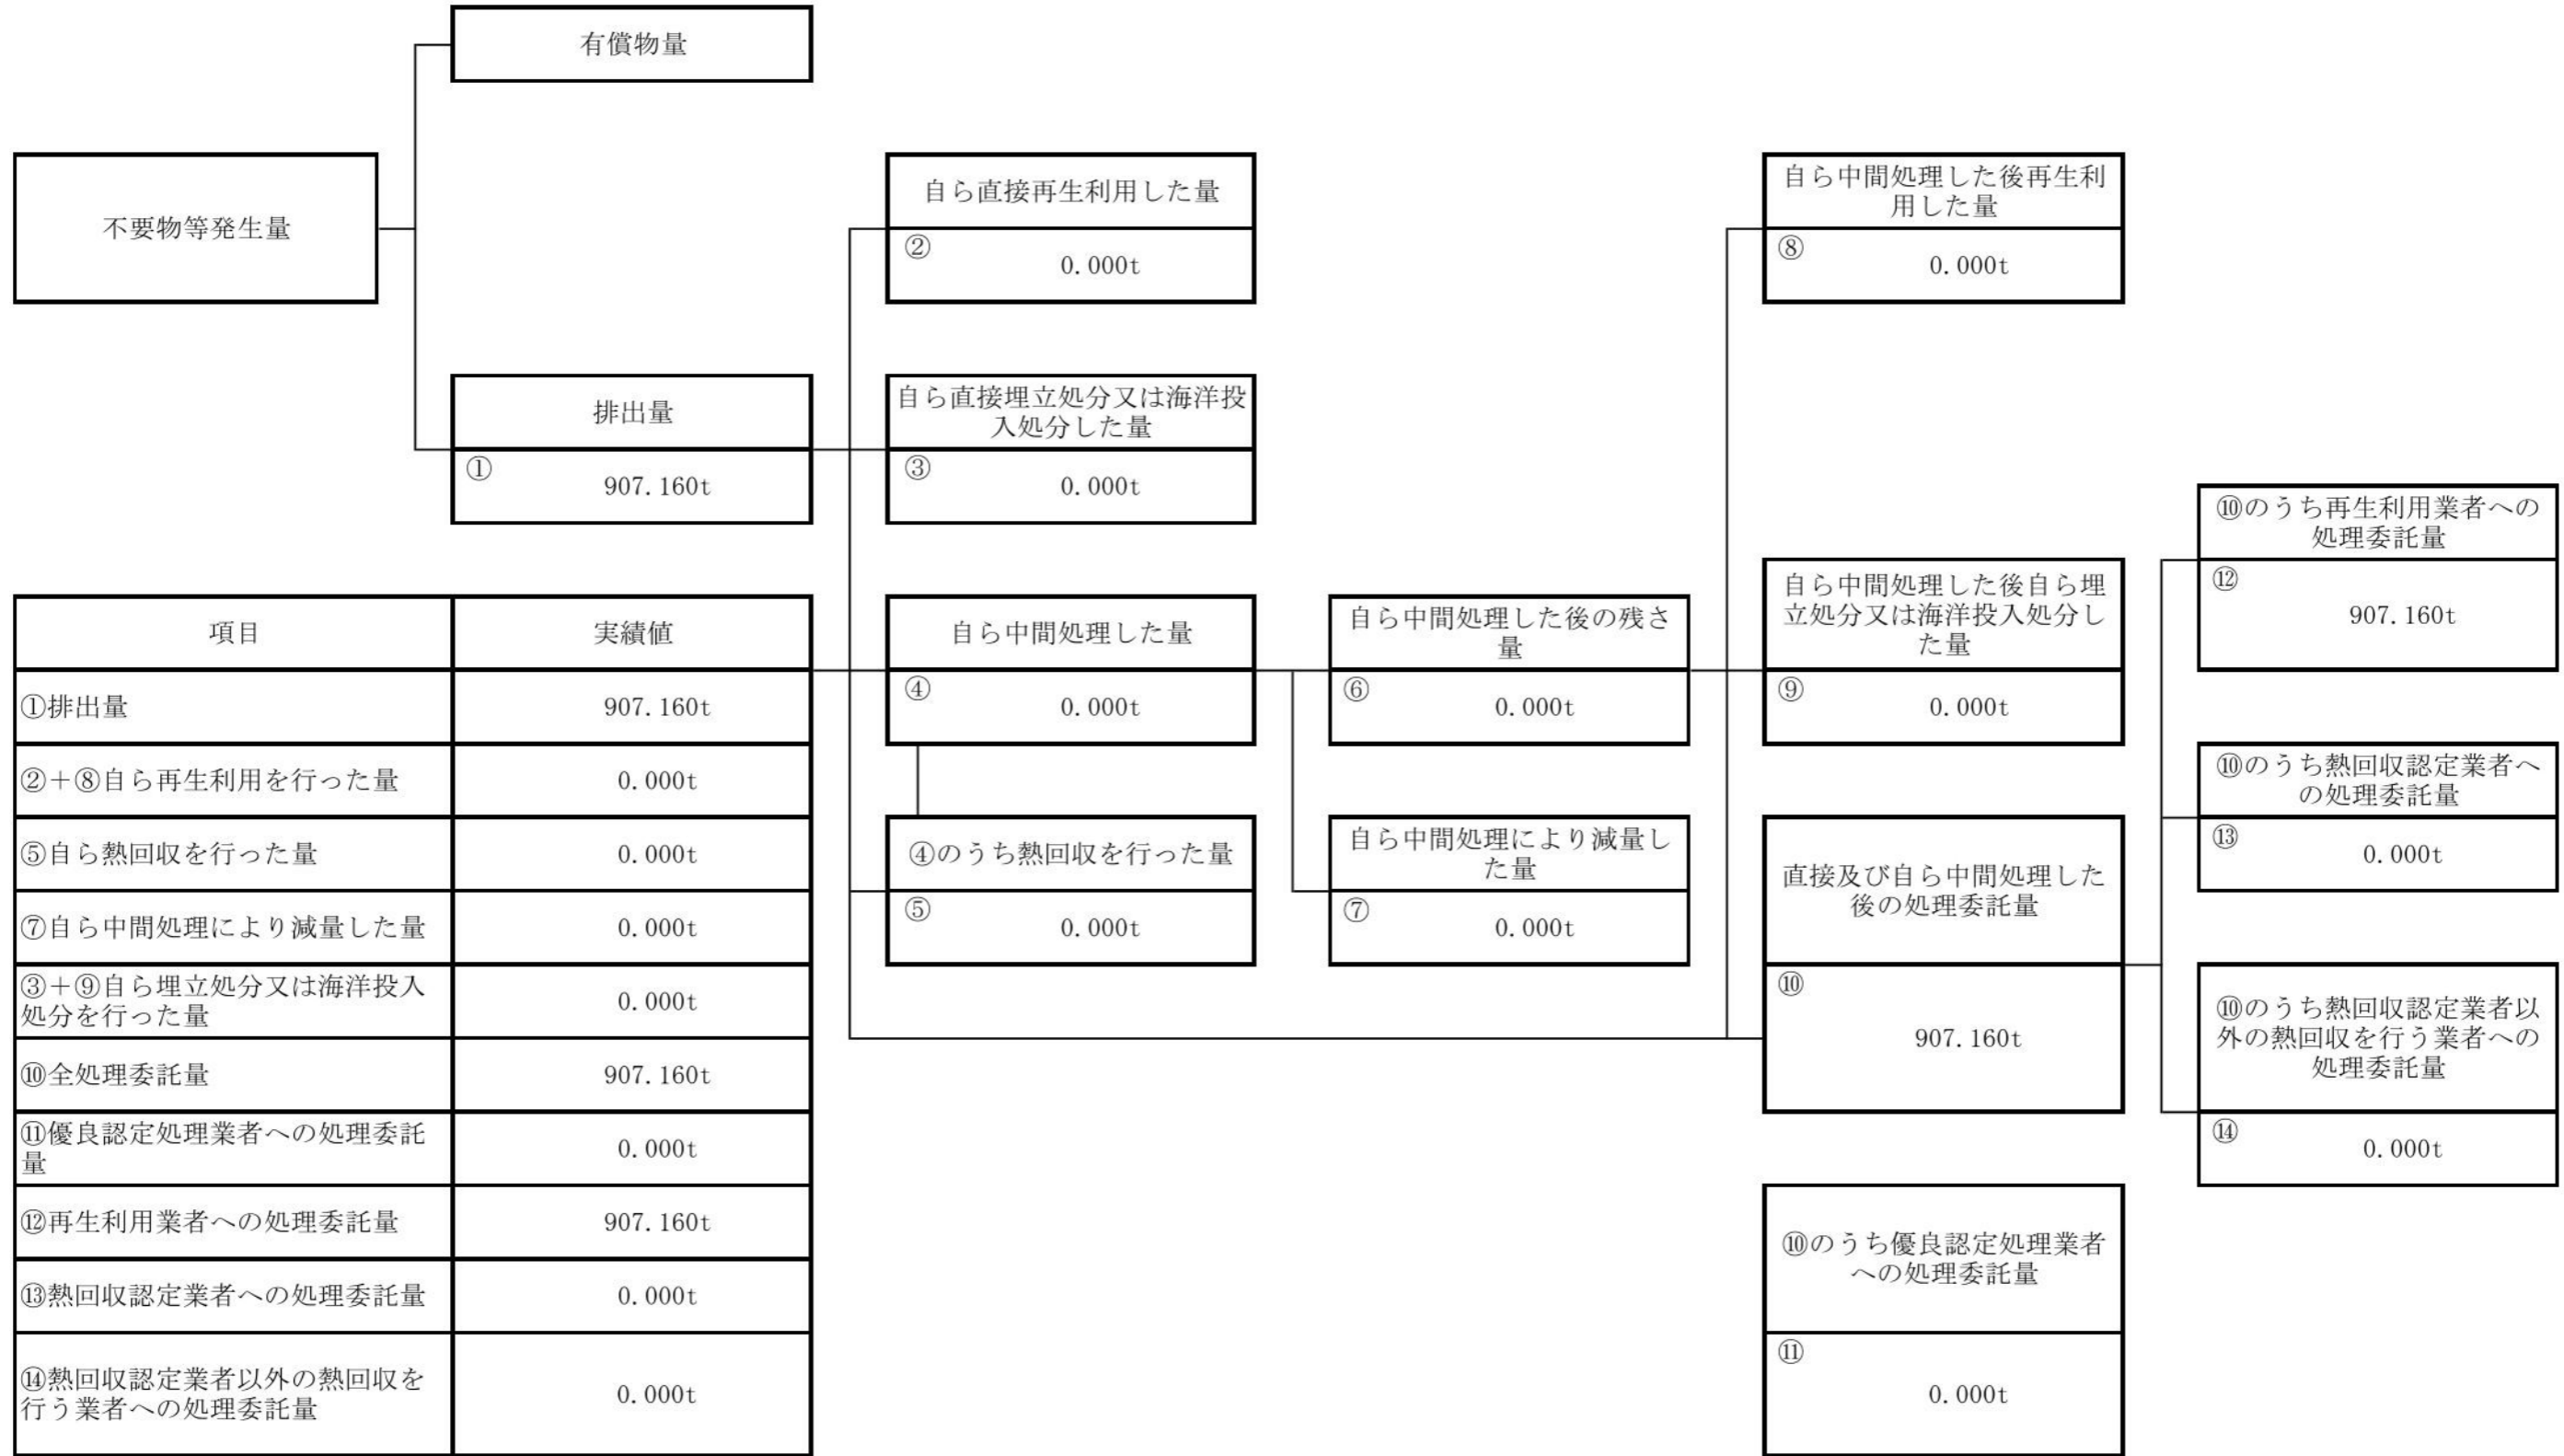 有償物量
不要物等発生量
自ら直接再生利用した量
②
0.000t
自ら中間処理した後再生利
用した量
⑧
0.000t
排出量
①
907.160t
自ら直接埋立処分又は海洋投
入処分した量
③
0.000t
⑩のうち再生利用業者への
処理委託量
⑫
907.160t
自ら中間処理した量
④
0.000t
自ら中間処理した後の残さ
量
⑥
0.000t
自ら中間処理した後自ら埋
立処分又は海洋投入処分し
た量
⑨
0.000t
⑩のうち熱回収認定業者へ
の処理委託量
⑬
0.000t
④のうち熱回収を行った量
⑤
0.000t
自ら中間処理により減量し
た量
⑦
0.000t
直接及び自ら中間処理した
後の処理委託量
⑩
907.160t
⑩のうち熱回収認定業者以
外の熱回収を行う業者への
処理委託量
⑭
0.000t
⑩のうち優良認定処理業者
への処理委託量
⑪
0.000t
項目 実績値
①排出量 907.160t
②+⑧自ら再生利用を行った量 0.000t
⑤自ら熱回収を行った量 0.000t
⑦自ら中間処理により減量した量 0.000t
③+⑨自ら埋立処分又は海洋投入
処分を行った量 0.000t
⑩全処理委託量 907.160t
⑪優良認定処理業者への処理委託
量 0.000t
⑫再生利用業者への処理委託量 907.160t
⑬熱回収認定業者への処理委託量 0.000t
⑭熱回収認定業者以外の熱回収を
行う業者への処理委託量 0.000t